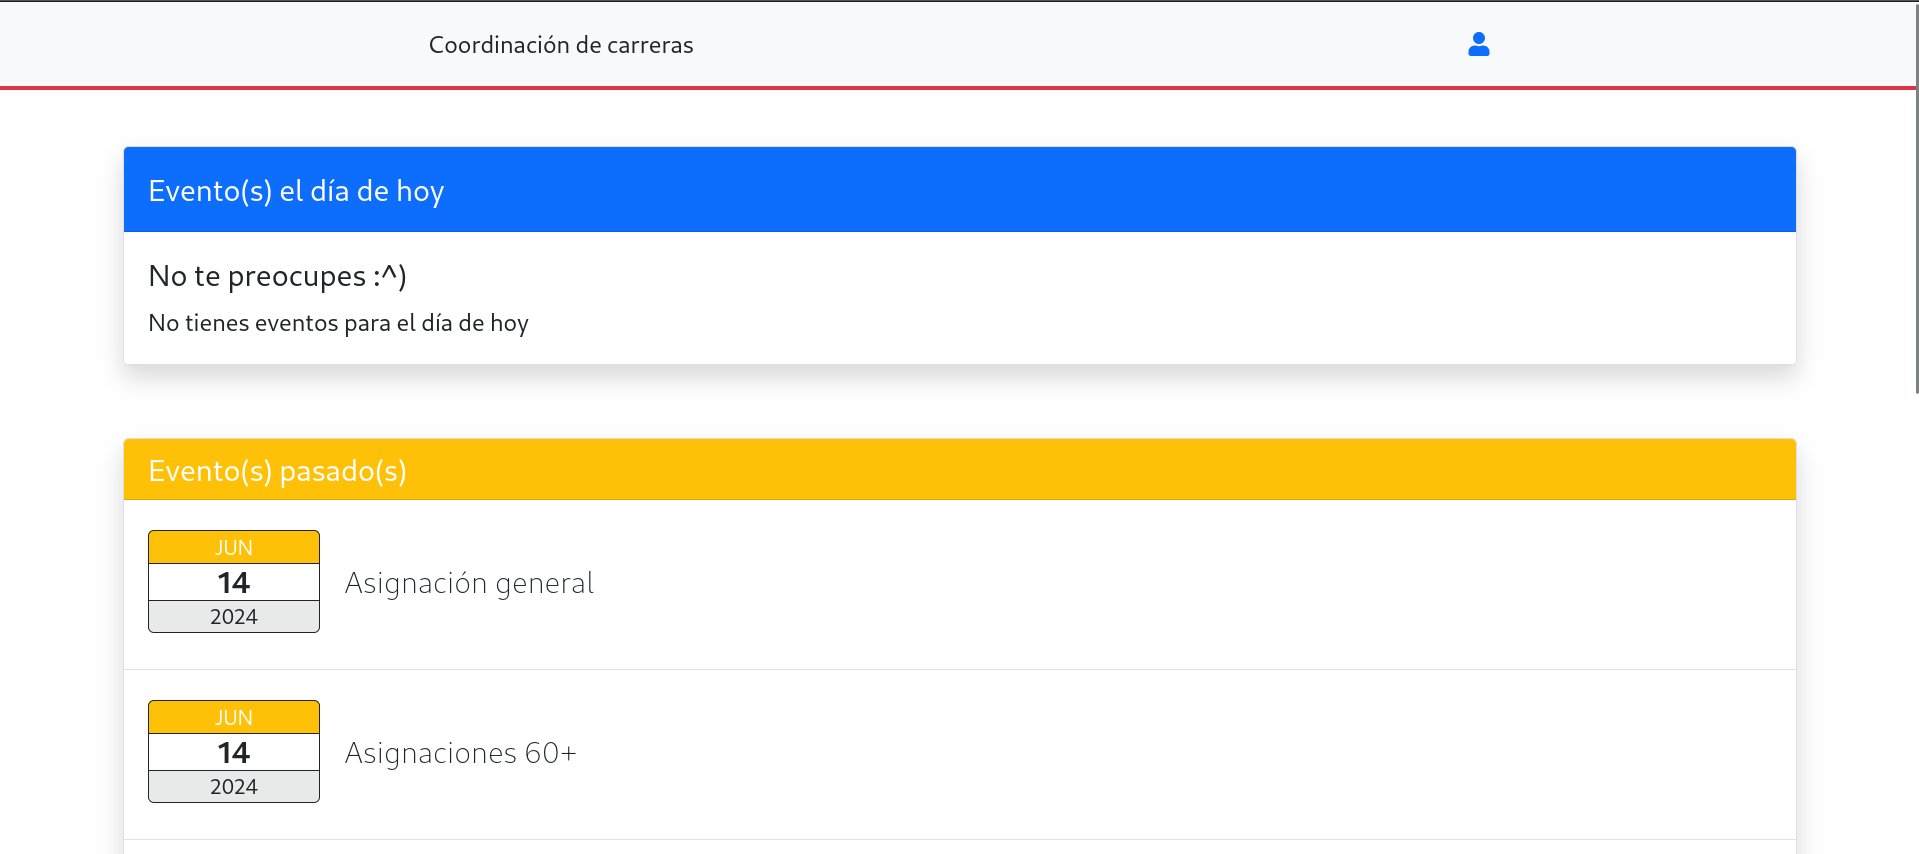 Coordinación de carreras
Evento(s) el día de hoy
No te preocupes :^)
No tienes eventos para el día de hoy
Evento(s) pasado(s)
JUN
14
2024
Asignación general
JUN
14
2024
Asignaciones 60+